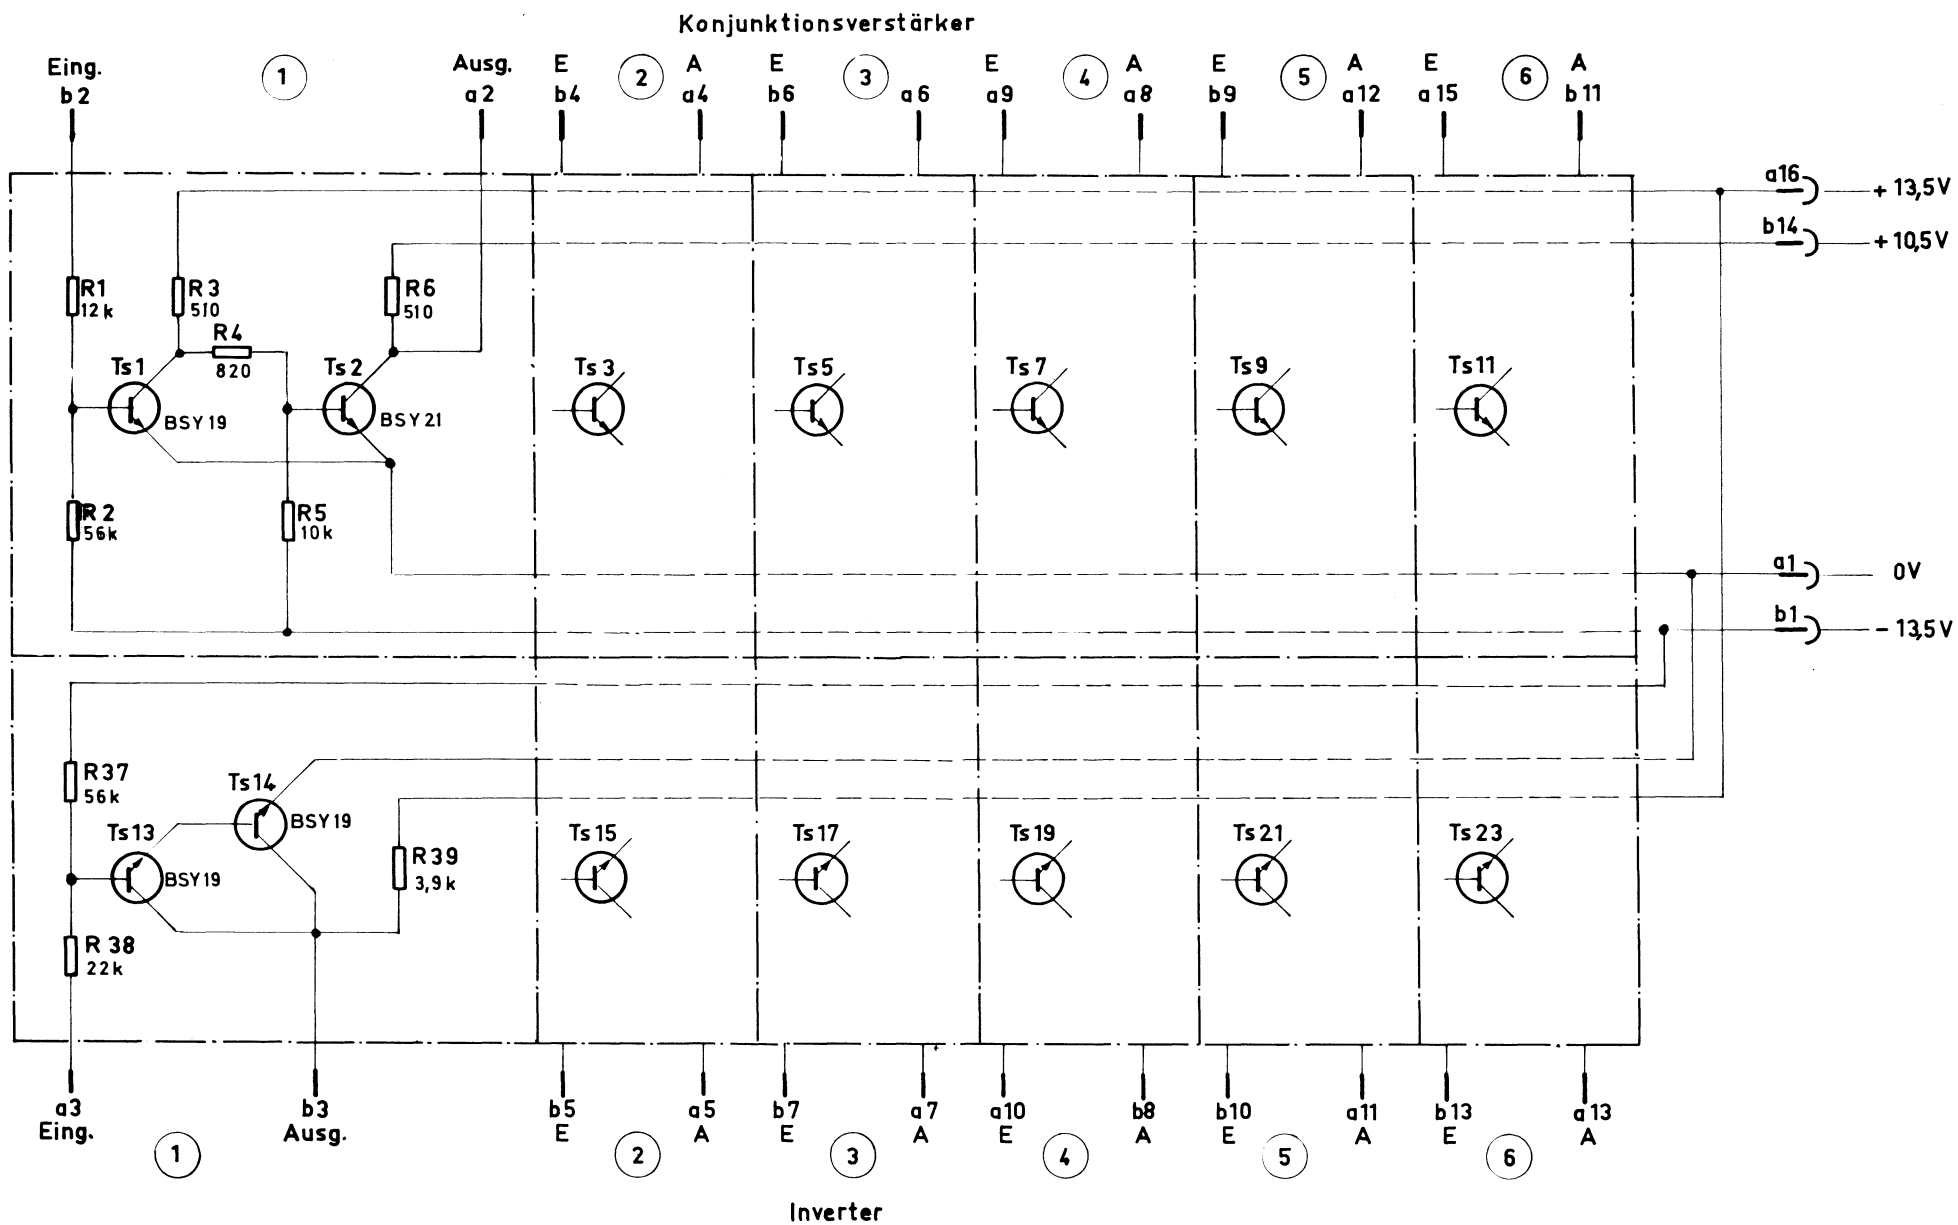 Konjunktionsverstärker
Eing. 1 Ausg. E 2 A E 3 E 4 A E 5 A E 6 A
b2 a2 b4 a4 b6 a6 a9 a8 b9 a12 a15 b11
a16 + 13,5V
b14 + 10,5V
R1 12k
R3 510
R4 820
R6 510
Ts1 BSY19
Ts2 BSY21
Ts3
Ts5
Ts7
Ts9
Ts11
R2 56k
R5 10k
a1 0V
b1 - 13,5V
R37 56k
Ts14 BSY19
Ts13 BSY19
R39 3,9k
Ts15
Ts17
Ts19
Ts21
Ts23
R38 22k
a3 b3 b5 a5 b7 a7 a10 b8 b10 a11 b13 a13
Eing. 1 Ausg. E 2 A E 3 A E 4 A E 5 A E 6 A
Inverter